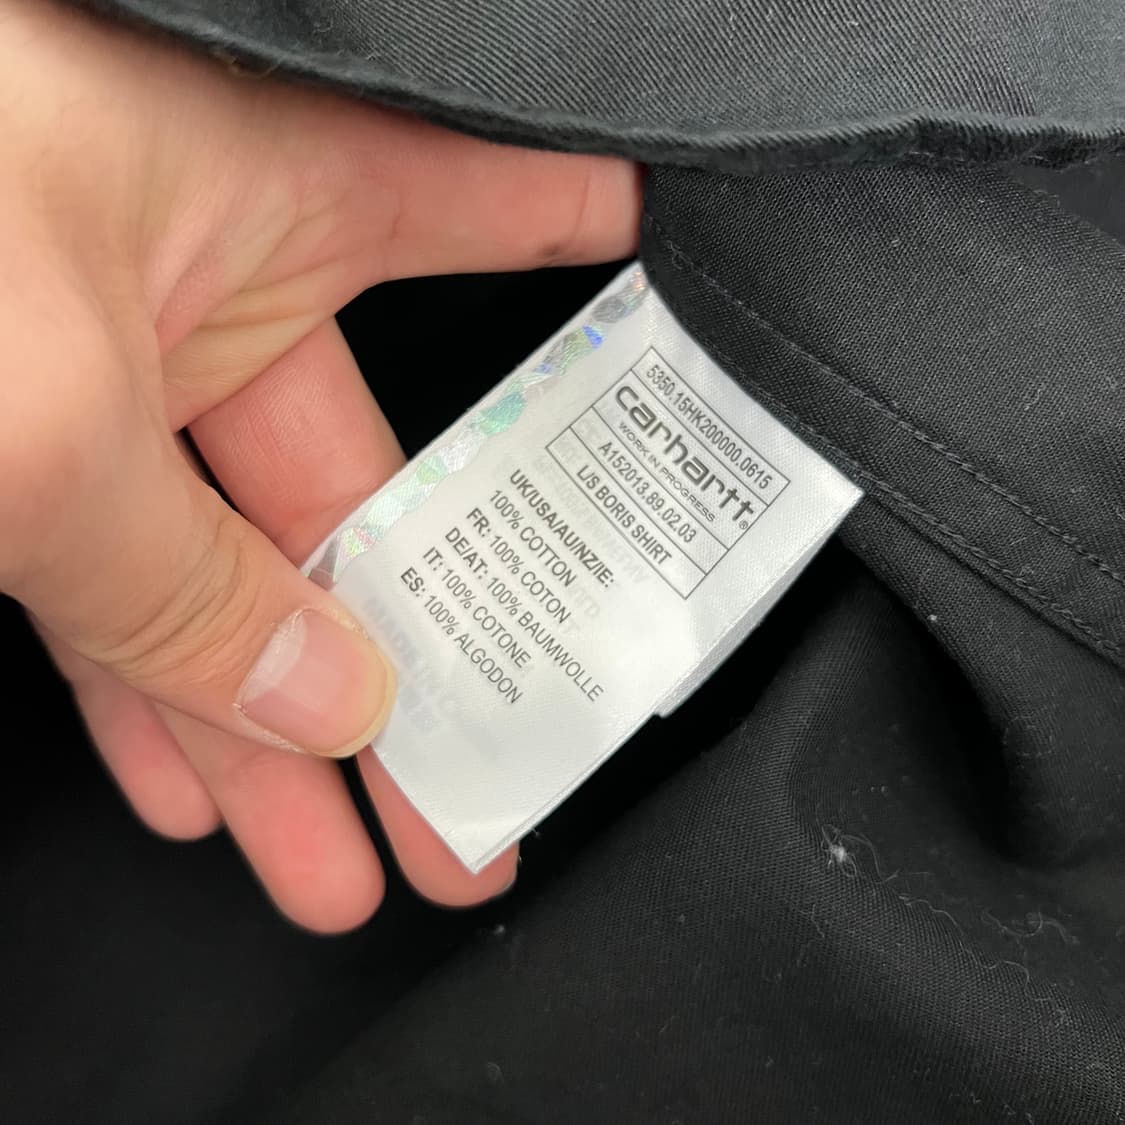 5350.15HK200000.0615
carhartt®
WORK IN PROGRESS
A152013.89.02.03
L/S BORIS SHIRT
UK/USA/AU/NZ/IE:
100% COTTON
FR: 100% COTON
DE/AT: 100% BAUMWOLLE
IT: 100% COTONE
ES: 100% ALGODON